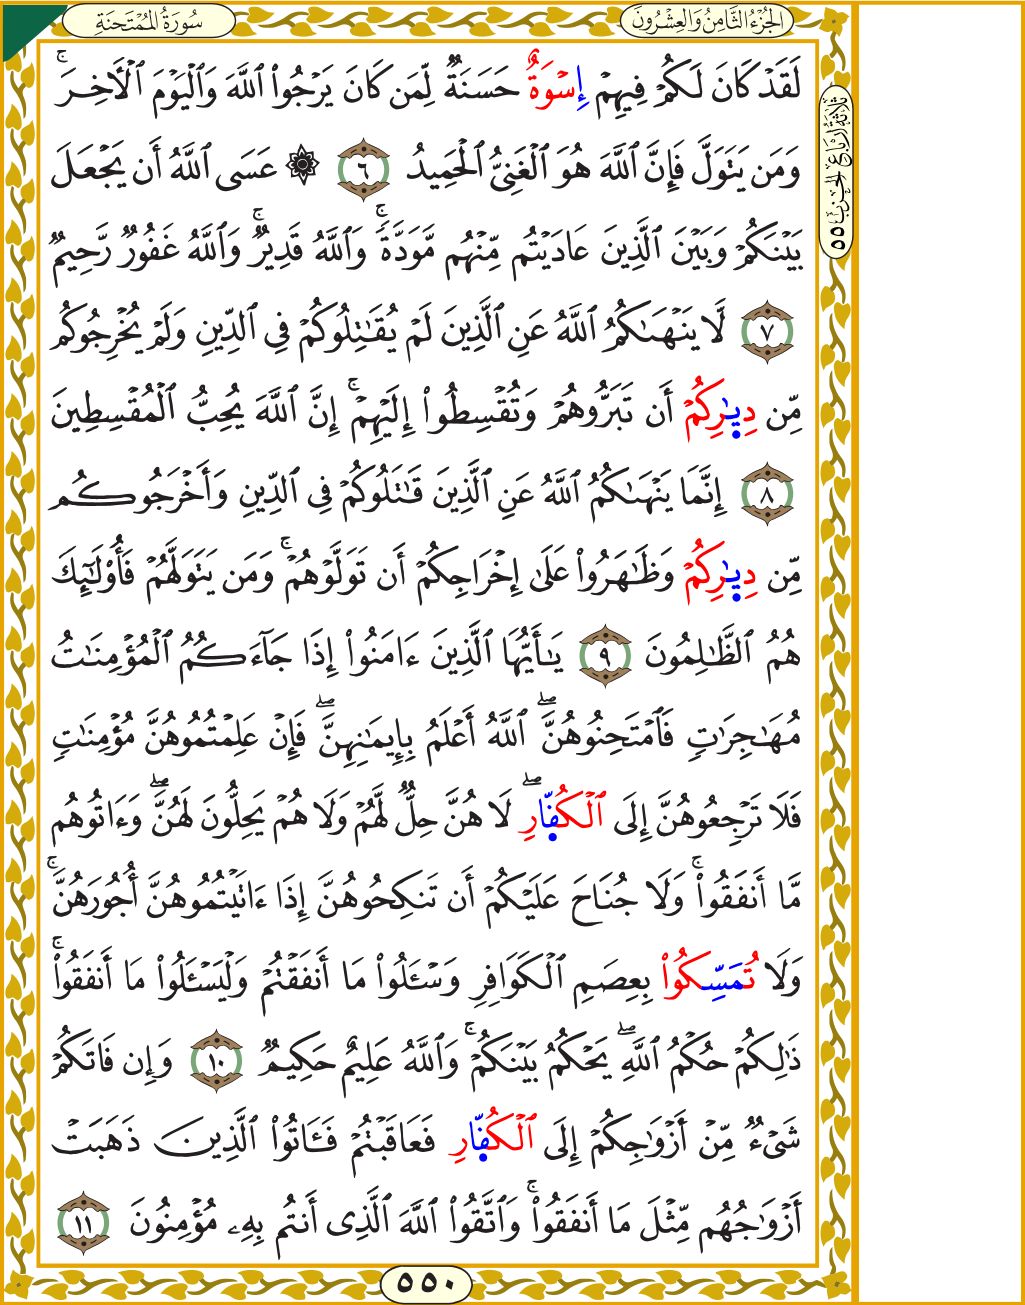 سُورَةُ المُمْتَحنَة
الجُزْءُ الثَّامِنُ وَالعِشْرُونَ
ثَلَاثَةُ أَرْبَاعِ الحِزْب ٥٥
لَقَدْ كَانَ لَكُمْ فِيهِمْ إِسْوَةٌ حَسَنَةٌ لِّمَن كَانَ يَرْجُوا۟ ٱللَّهَ وَٱلْيَوْمَ ٱلْأَخِرَ ۚ
وَمَن يَتَوَلَّ فَإِنَّ ٱللَّهَ هُوَ ٱلْغَنِىُّ ٱلْحَمِيدُ ٦ ۞ عَسَى ٱللَّهُ أَن يَجْعَلَ
بَيْنَكُمْ وَبَيْنَ ٱلَّذِينَ عَادَيْتُم مِّنْهُم مَّوَدَّةً ۚ وَٱللَّهُ قَدِيرٌ ۚ وَٱللَّهُ غَفُورٌ رَّحِيمٌ
٧ لَّا يَنْهَىٰكُمُ ٱللَّهُ عَنِ ٱلَّذِينَ لَمْ يُقَٰتِلُوكُمْ فِى ٱلدِّينِ وَلَمْ يُخْرِجُوكُم
مِّن دِيَٰرِكُمْ أَن تَبَرُّوهُمْ وَتُقْسِطُوٓا۟ إِلَيْهِمْ ۚ إِنَّ ٱللَّهَ يُحِبُّ ٱلْمُقْسِطِينَ
٨ إِنَّمَا يَنْهَىٰكُمُ ٱللَّهُ عَنِ ٱلَّذِينَ قَٰتَلُوكُمْ فِى ٱلدِّينِ وَأَخْرَجُوكُم
مِّن دِيَٰرِكُمْ وَظَٰهَرُوا۟ عَلَىٰ إِخْرَاجِكُمْ أَن تَوَلَّوْهُمْ ۚ وَمَن يَتَوَلَّهُمْ فَأُو۟لَٰٓئِكَ
هُمُ ٱلظَّٰلِمُونَ ٩ يَٰٓأَيُّهَا ٱلَّذِينَ ءَامَنُوٓا۟ إِذَا جَآءَكُمُ ٱلْمُؤْمِنَٰتُ
مُهَٰجِرَٰتٍ فَٱمْتَحِنُوهُنَّ ۖ ٱللَّهُ أَعْلَمُ بِإِيمَٰنِهِنَّ ۖ فَإِنْ عَلِمْتُمُوهُنَّ مُؤْمِنَٰتٍ
فَلَا تَرْجِعُوهُنَّ إِلَى ٱلْكُفَّارِ ۖ لَا هُنَّ حِلٌّ لَّهُمْ وَلَا هُمْ يَحِلُّونَ لَهُنَّ ۖ وَءَاتُوهُم
مَّآ أَنفَقُوا۟ ۚ وَلَا جُنَاحَ عَلَيْكُمْ أَن تَنكِحُوهُنَّ إِذَآ ءَاتَيْتُمُوهُنَّ أُجُورَهُنَّ ۚ
وَلَا تُمَسِّكُوا۟ بِعِصَمِ ٱلْكَوَافِرِ وَسْـَٔلُوا۟ مَآ أَنفَقْتُمْ وَلْيَسْـَٔلُوا۟ مَآ أَنفَقُوا۟ ۚ
ذَٰلِكُمْ حُكْمُ ٱللَّهِ ۖ يَحْكُمُ بَيْنَكُمْ ۚ وَٱللَّهُ عَلِيمٌ حَكِيمٌ ١٠ وَإِن فَاتَكُمْ
شَىْءٌ مِّنْ أَزْوَٰجِكُمْ إِلَى ٱلْكُفَّارِ فَعَاقَبْتُمْ فَـَٔاتُوا۟ ٱلَّذِينَ ذَهَبَتْ
أَزْوَٰجُهُم مِّثْلَ مَآ أَنفَقُوا۟ ۚ وَٱتَّقُوا۟ ٱللَّهَ ٱلَّذِىٓ أَنتُم بِهِۦ مُؤْمِنُونَ ١١
٥٥٠